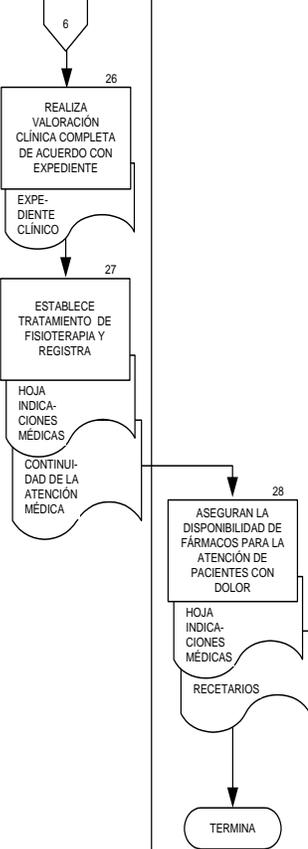 6
26
REALIZA
VALORACIÓN
CLÍNICA COMPLETA
DE ACUERDO CON
EXPEDIENTE
EXPE-
DIENTE
CLÍNICO
27
ESTABLECE
TRATAMIENTO DE
FISIOTERAPIA Y
REGISTRA
HOJA
INDICA-
CIONES
MÉDICAS
CONTINUI-
DAD DE LA
ATENCIÓN
MÉDICA
28
ASEGURAN LA
DISPONIBILIDAD DE
FÁRMACOS PARA LA
ATENCIÓN DE
PACIENTES CON
DOLOR
HOJA
INDICA-
CIONES
MÉDICAS
RECETARIOS
TERMINA